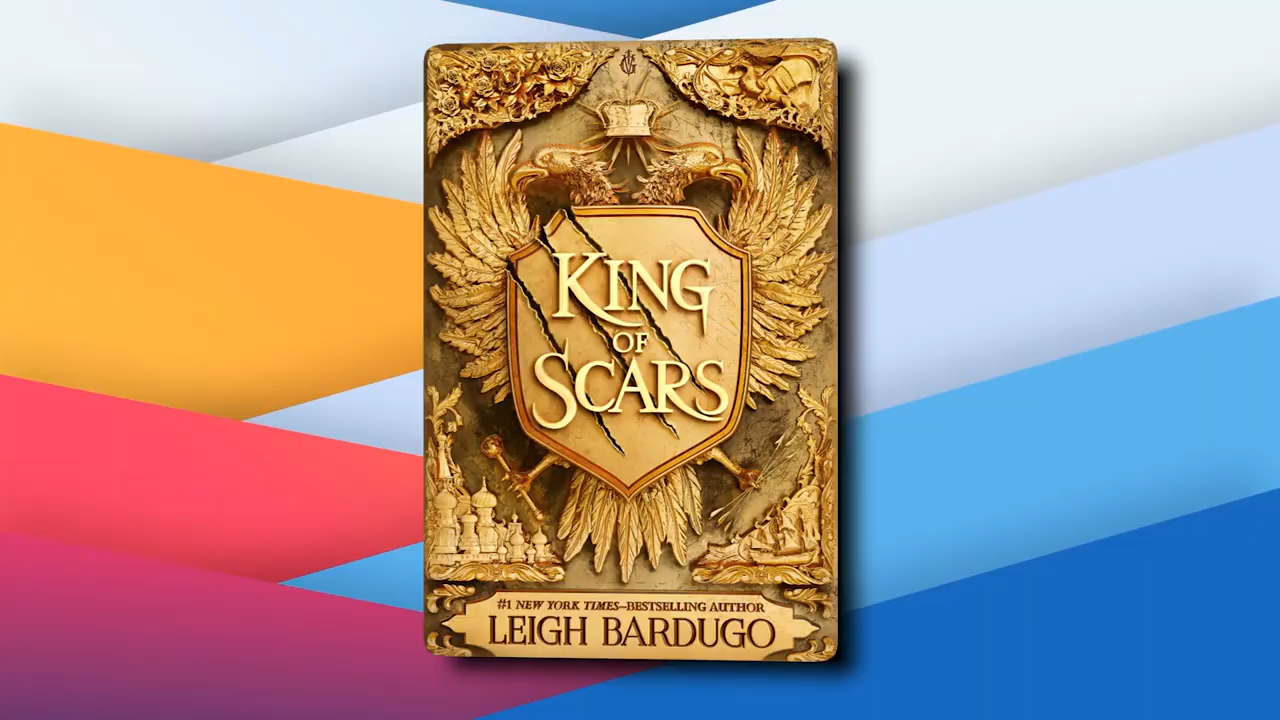 KING
OF
SCARS
#1 NEW YORK TIMES–BESTSELLING AUTHOR
LEIGH BARDUGO